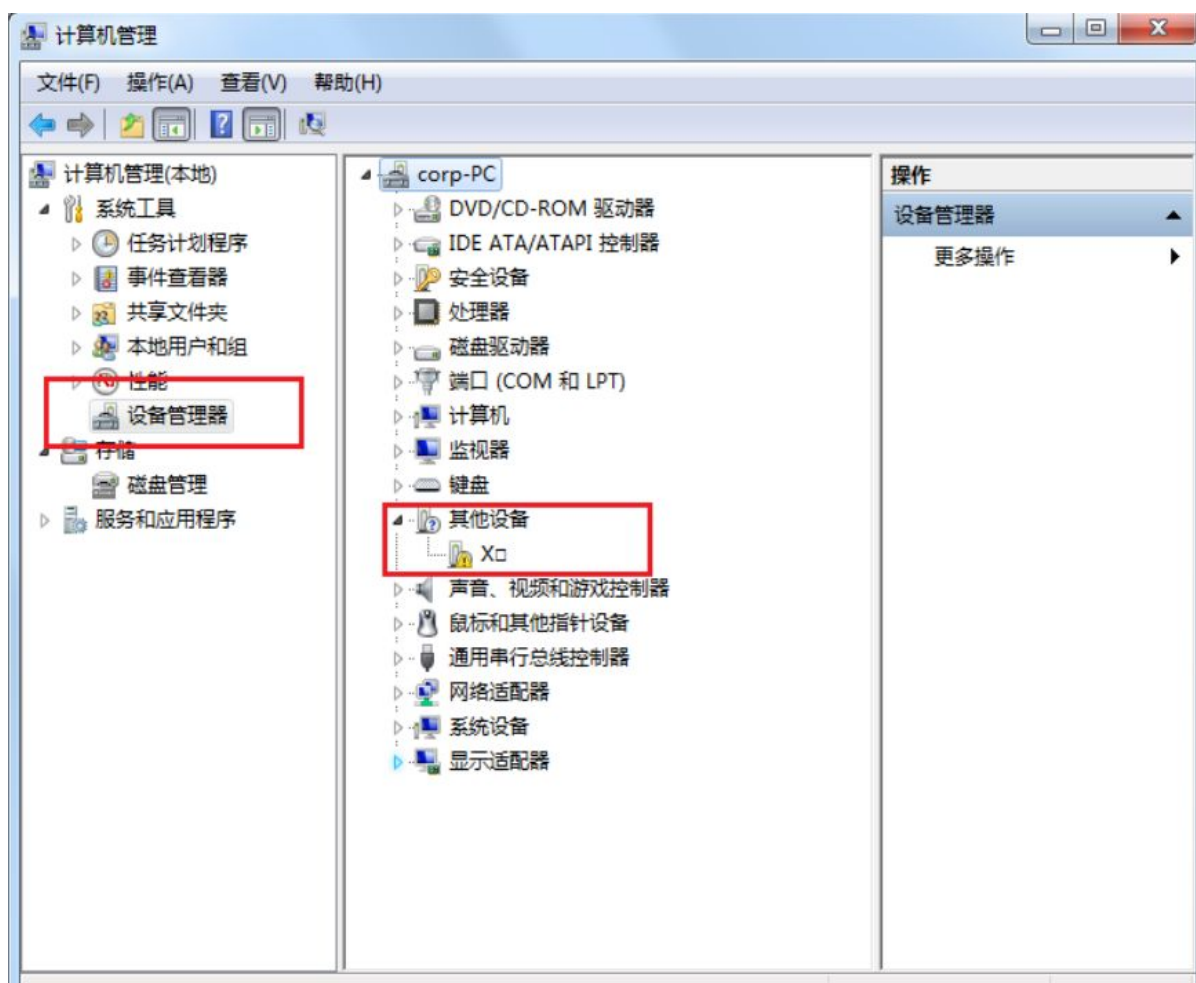 计算机管理
文件(F) 操作(A) 查看(V) 帮助(H)
计算机管理(本地)
系统工具
任务计划程序
事件查看器
共享文件夹
本地用户和组
性能
设备管理器
存储
磁盘管理
服务和应用程序
corp-PC
DVD/CD-ROM 驱动器
IDE ATA/ATAPI 控制器
安全设备
处理器
磁盘驱动器
端口 (COM 和 LPT)
计算机
监视器
键盘
其他设备
X□
声音、视频和游戏控制器
鼠标和其他指针设备
通用串行总线控制器
网络适配器
系统设备
显示适配器
操作
设备管理器
更多操作